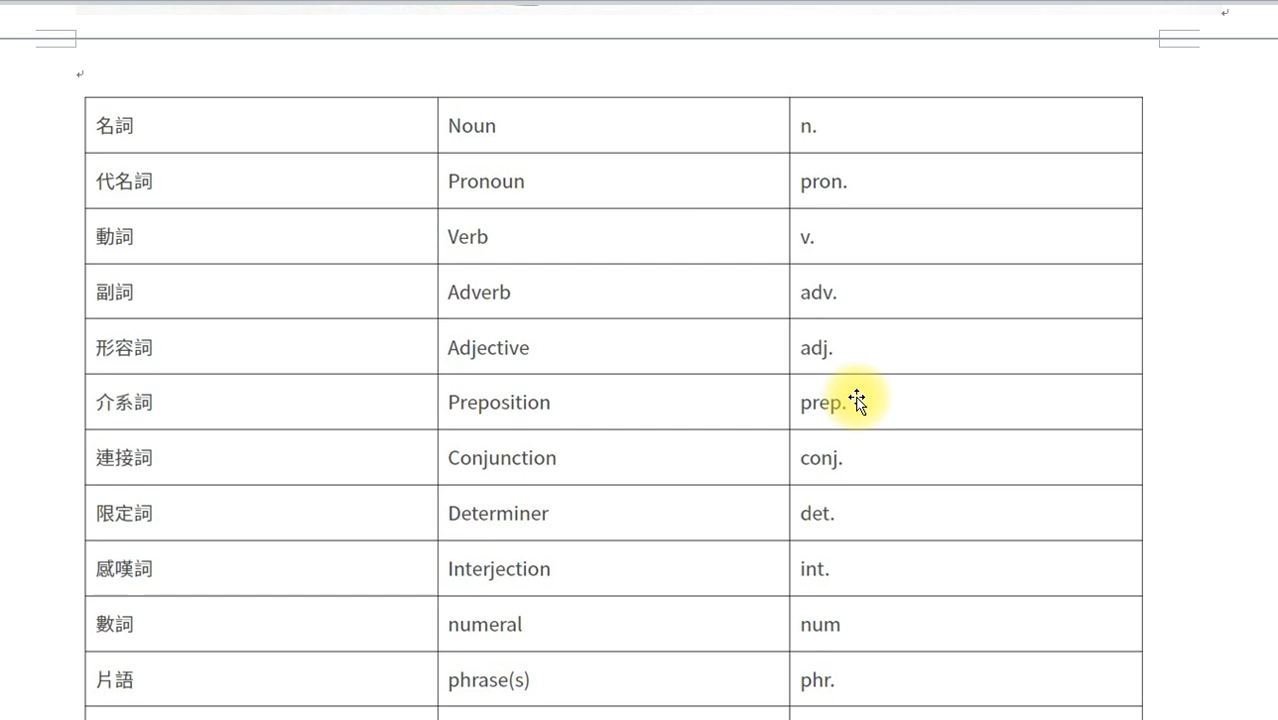 名詞 Noun n.
代名詞 Pronoun pron.
動詞 Verb v.
副詞 Adverb adv.
形容詞 Adjective adj.
介系詞 Preposition prep.
連接詞 Conjunction conj.
限定詞 Determiner det.
感嘆詞 Interjection int.
數詞 numeral num
片語 phrase(s) phr.